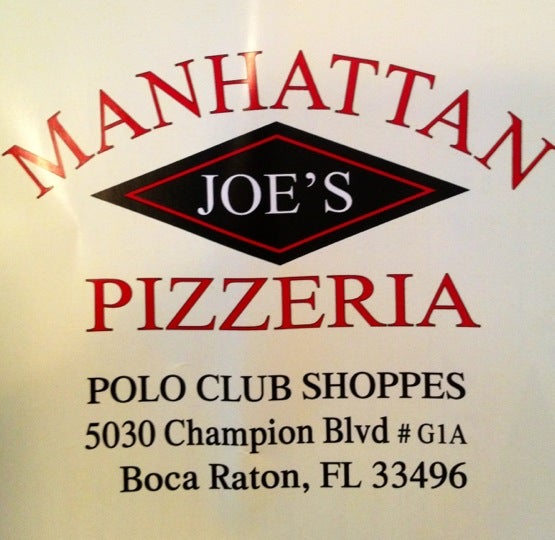 MANHATTAN
JOE'S
PIZZERIA
POLO CLUB SHOPPES
5030 Champion Blvd # G1A
Boca Raton, FL 33496